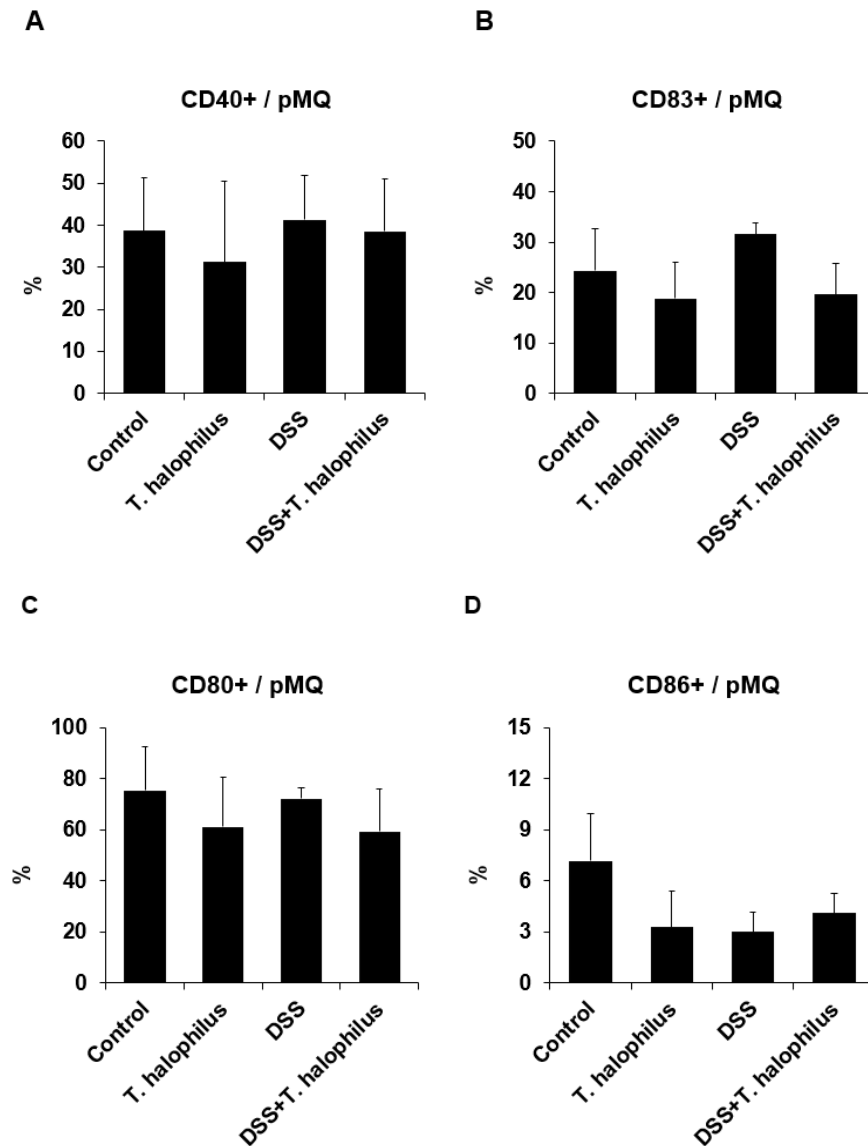 A
CD40+ / pMQ
60
50
40
30
20
10
0
%
Control
T. halophilus
DSS
DSS+T. halophilus
B
CD83+ / pMQ
50
40
30
20
10
0
%
Control
T. halophilus
DSS
DSS+T. halophilus
C
CD80+ / pMQ
100
80
60
40
20
0
%
Control
T. halophilus
DSS
DSS+T. halophilus
D
CD86+ / pMQ
15
12
9
6
3
0
%
Control
T. halophilus
DSS
DSS+T. halophilus